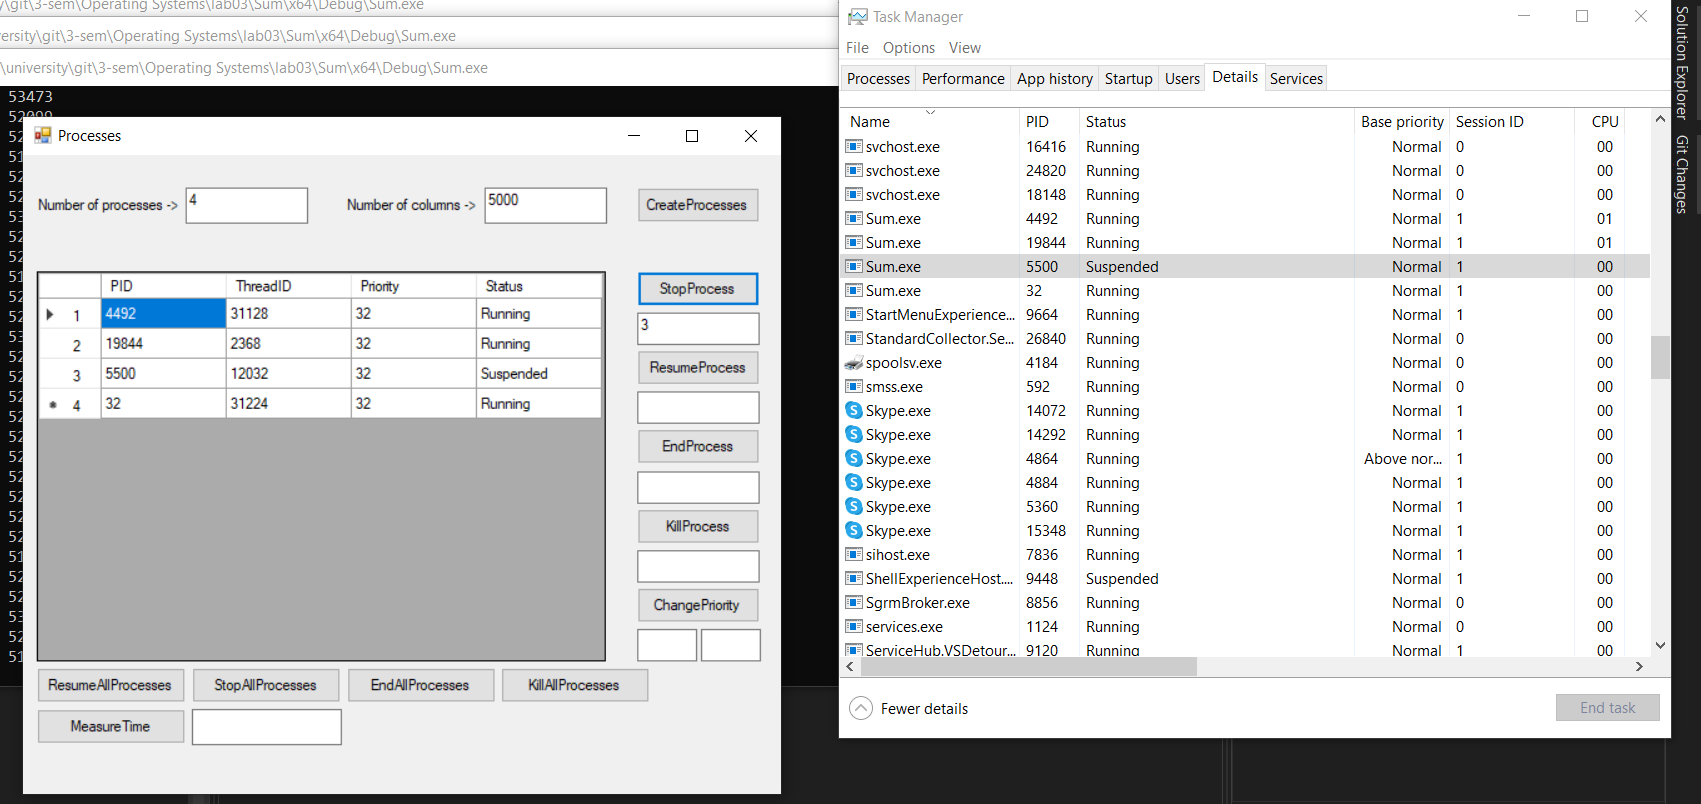 y\git\3-sem\Operating Systems\lab03\Sum\x64\Debug\Sum.exe
ersity\git\3-sem\Operating Systems\lab03\Sum\x64\Debug\Sum.exe
\university\git\3-sem\Operating Systems\lab03\Sum\x64\Debug\Sum.exe
53473
52099
Processes
Number of processes -> 4 Number of columns -> 5000 CreateProcesses
PID ThreadID Priority Status
1 4492 31128 32 Running
2 19844 2368 32 Running
3 5500 12032 32 Suspended
4 32 31224 32 Running
StopProcess
3
ResumeProcess
EndProcess
KillProcess
ChangePriority
ResumeAllProcesses StopAllProcesses EndAllProcesses KillAllProcesses
MeasureTime
Task Manager
File Options View
Processes Performance App history Startup Users Details Services
Name PID Status Base priority Session ID CPU
svchost.exe 16416 Running Normal 0 00
svchost.exe 24820 Running Normal 0 00
svchost.exe 18148 Running Normal 0 00
Sum.exe 4492 Running Normal 1 01
Sum.exe 19844 Running Normal 1 01
Sum.exe 5500 Suspended Normal 1 00
Sum.exe 32 Running Normal 1 00
StartMenuExperience... 9664 Running Normal 1 00
StandardCollector.Se... 26840 Running Normal 0 00
spoolsv.exe 4184 Running Normal 0 00
smss.exe 592 Running Normal 0 00
Skype.exe 14072 Running Normal 1 00
Skype.exe 14292 Running Normal 1 00
Skype.exe 4864 Running Above nor... 1 00
Skype.exe 4884 Running Normal 1 00
Skype.exe 5360 Running Normal 1 00
Skype.exe 15348 Running Normal 1 00
sihost.exe 7836 Running Normal 1 00
ShellExperienceHost.... 9448 Suspended Normal 1 00
SgrmBroker.exe 8856 Running Normal 0 00
services.exe 1124 Running Normal 0 00
ServiceHub.VSDetour... 9120 Running Normal 1 00
Fewer details End task
Solution Explorer
Git Changes